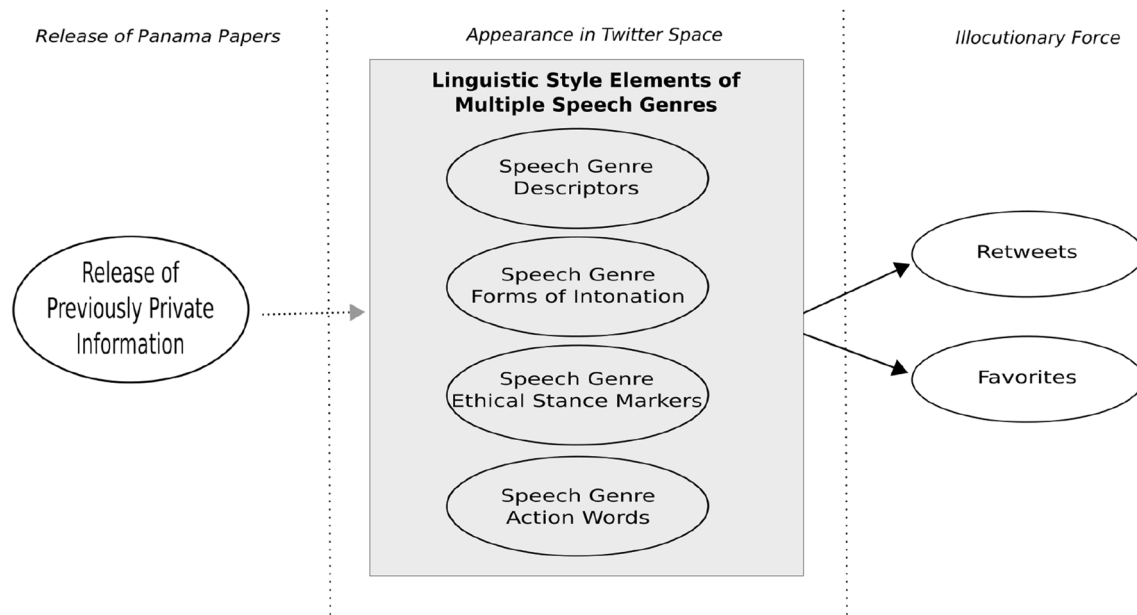 Release of Panama Papers
Appearance in Twitter Space
Illocutionary Force
Linguistic Style Elements of
Multiple Speech Genres
Speech Genre
Descriptors
Speech Genre
Forms of Intonation
Speech Genre
Ethical Stance Markers
Speech Genre
Action Words
Release of
Previously Private
Information
Retweets
Favorites